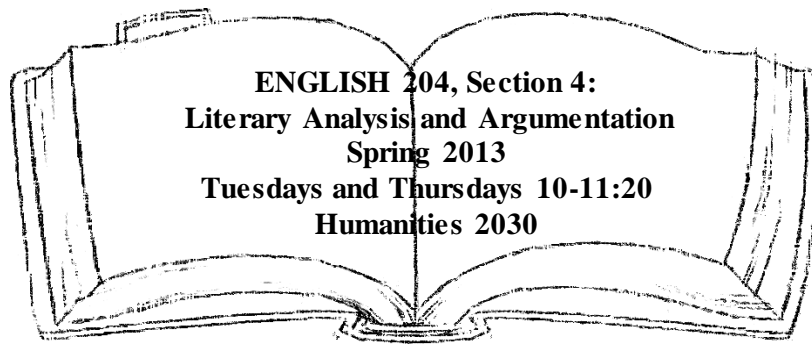 ENGLISH 204, Section 4:
Literary Analysis and Argumentation
Spring 2013
Tuesdays and Thursdays 10-11:20
Humanities 2030